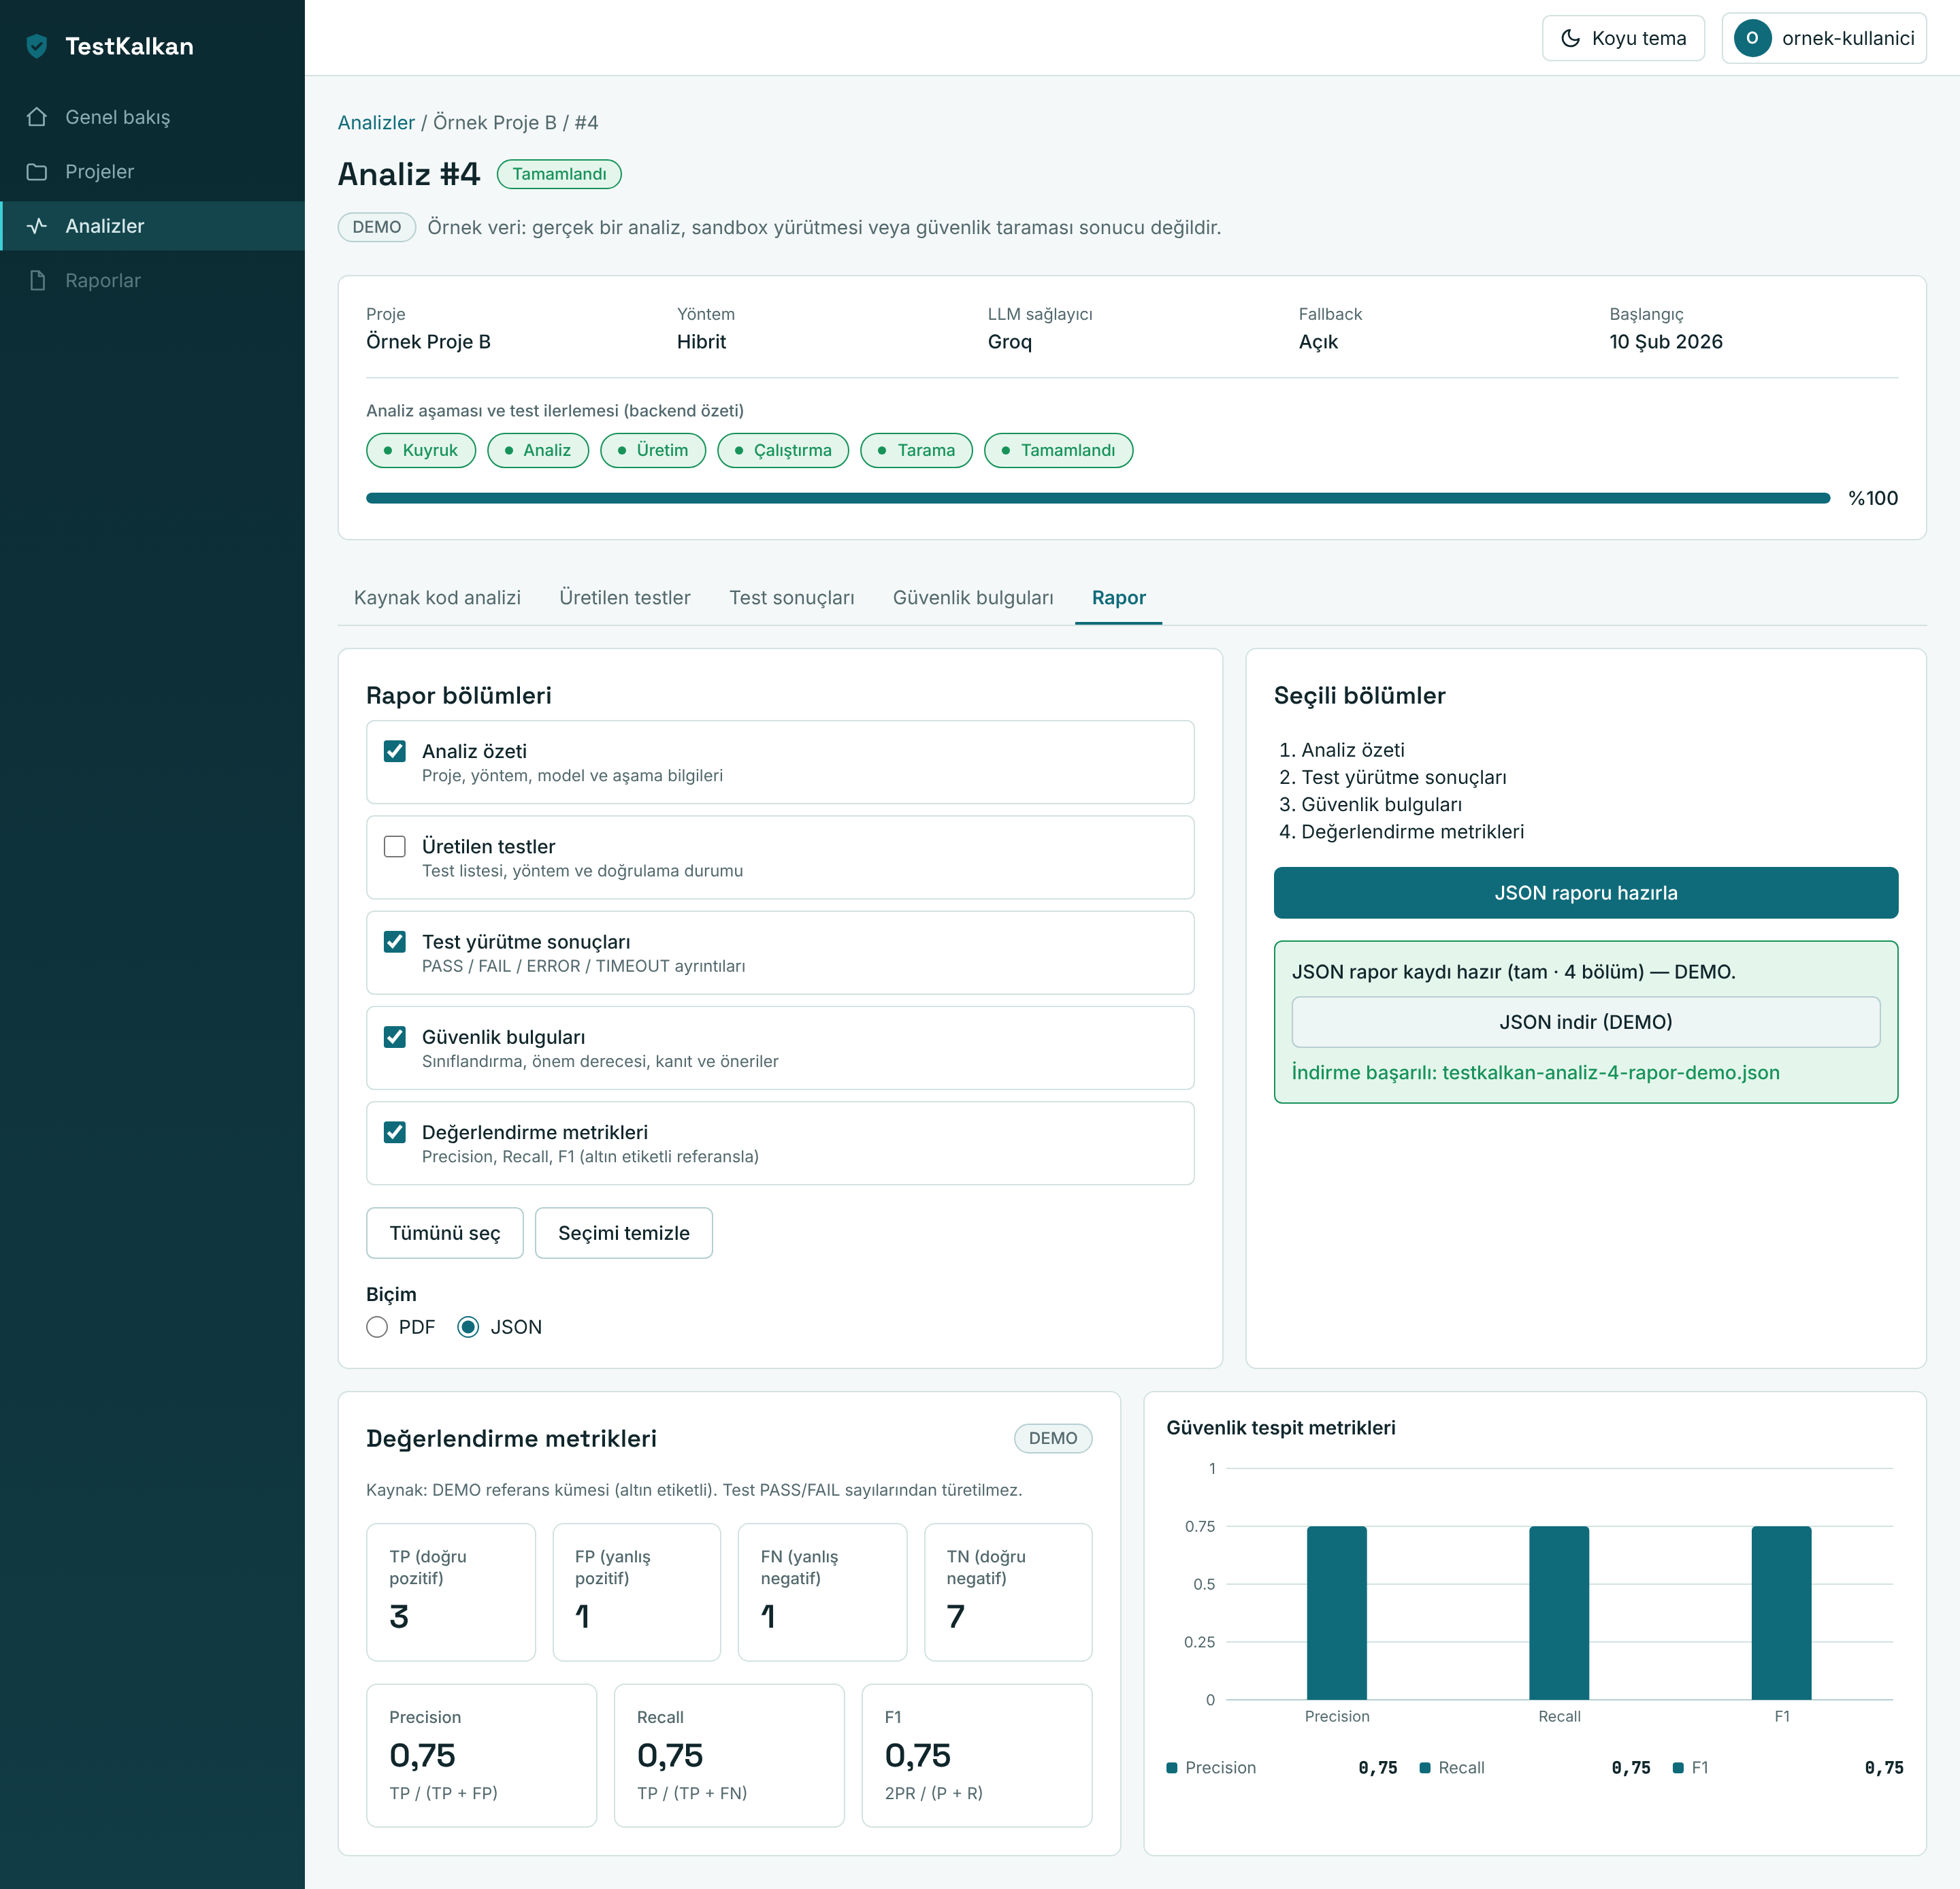 TestKalkan
Genel bakış
Projeler
Analizler
Raporlar
Koyu tema
O
ornek-kullanici
Analizler / Örnek Proje B / #4
Analiz #4
Tamamlandı
DEMO
Örnek veri: gerçek bir analiz, sandbox yürütmesi veya güvenlik taraması sonucu değildir.
Proje
Örnek Proje B
Yöntem
Hibrit
LLM sağlayıcı
Groq
Fallback
Açık
Başlangıç
10 Şub 2026
Analiz aşaması ve test ilerlemesi (backend özeti)
Kuyruk
Analiz
Üretim
Çalıştırma
Tarama
Tamamlandı
%100
Kaynak kod analizi
Üretilen testler
Test sonuçları
Güvenlik bulguları
Rapor
Rapor bölümleri
Analiz özeti
Proje, yöntem, model ve aşama bilgileri
Üretilen testler
Test listesi, yöntem ve doğrulama durumu
Test yürütme sonuçları
PASS / FAIL / ERROR / TIMEOUT ayrıntıları
Güvenlik bulguları
Sınıflandırma, önem derecesi, kanıt ve öneriler
Değerlendirme metrikleri
Precision, Recall, F1 (altın etiketli referansla)
Tümünü seç
Seçimi temizle
Biçim
PDF
JSON
Seçili bölümler
1. Analiz özeti
2. Test yürütme sonuçları
3. Güvenlik bulguları
4. Değerlendirme metrikleri
JSON raporu hazırla
JSON rapor kaydı hazır (tam · 4 bölüm) — DEMO.
JSON indir (DEMO)
İndirme başarılı: testkalkan-analiz-4-rapor-demo.json
Değerlendirme metrikleri
DEMO
Kaynak: DEMO referans kümesi (altın etiketli). Test PASS/FAIL sayılarından türetilmez.
TP (doğru
pozitif)
3
FP (yanlış
pozitif)
1
FN (yanlış
negatif)
1
TN (doğru
negatif)
7
Precision
0,75
TP / (TP + FP)
Recall
0,75
TP / (TP + FN)
F1
0,75
2PR / (P + R)
Güvenlik tespit metrikleri
1
0.75
0.5
0.25
0
Precision
Recall
F1
Precision 0,75
Recall 0,75
F1 0,75